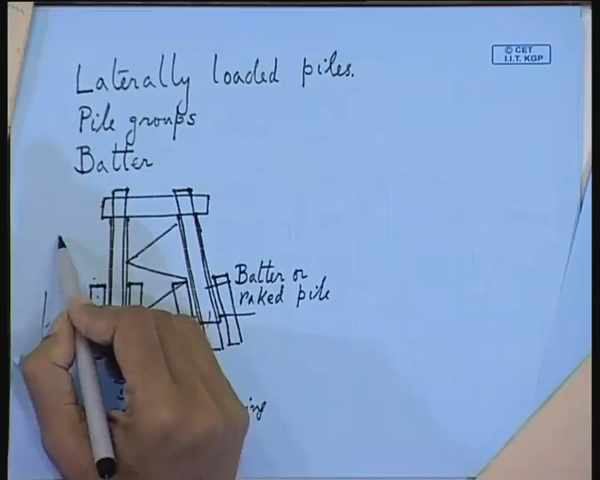 Laterally loaded piles.
© CET
I.I.T. KGP
Pile groups
Batter
Batter or
raked pile